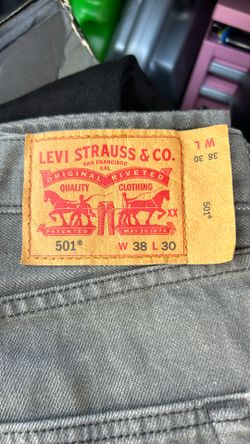 LEVI STRAUSS & CO.
SAN FRANCISCO
CAL
ORIGINAL RIVETED
QUALITY CLOTHING
XX
PATENTED MAY 20 1873
501® W 38 L 30
W L
38 30
501®